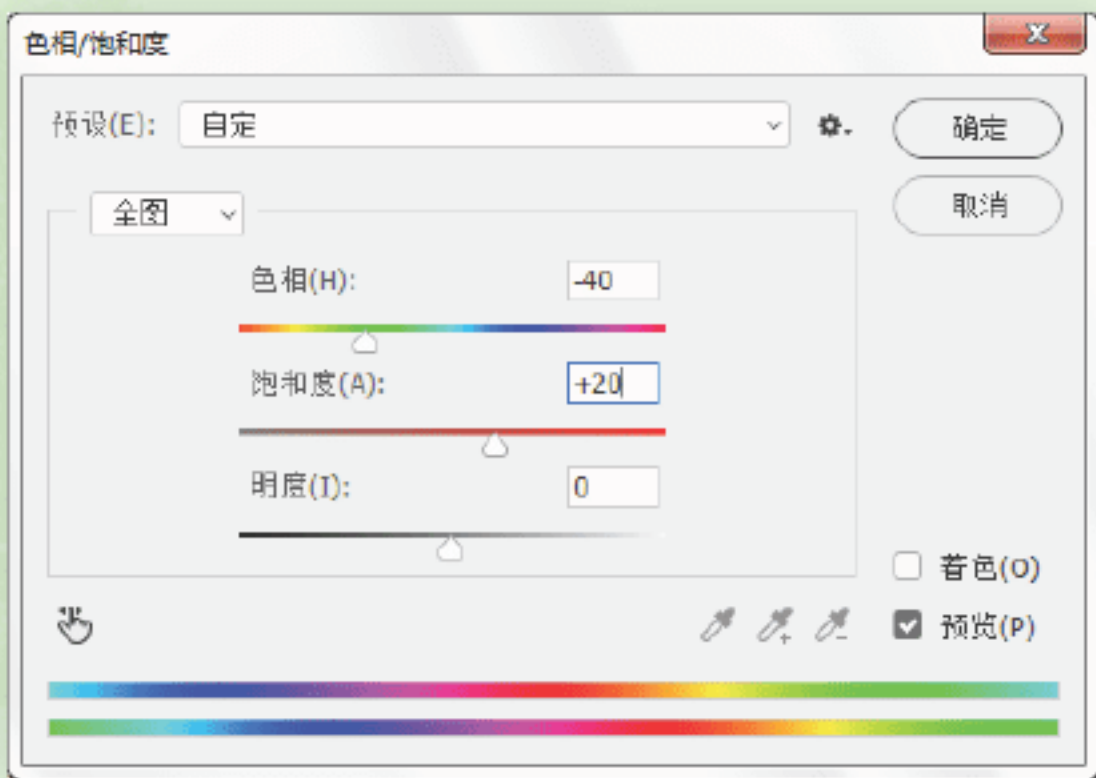 色相/饱和度
预设(E): 自定
确定
取消
全图
色相(H): -40
饱和度(A): +20
明度(I): 0
着色(O)
预览(P)